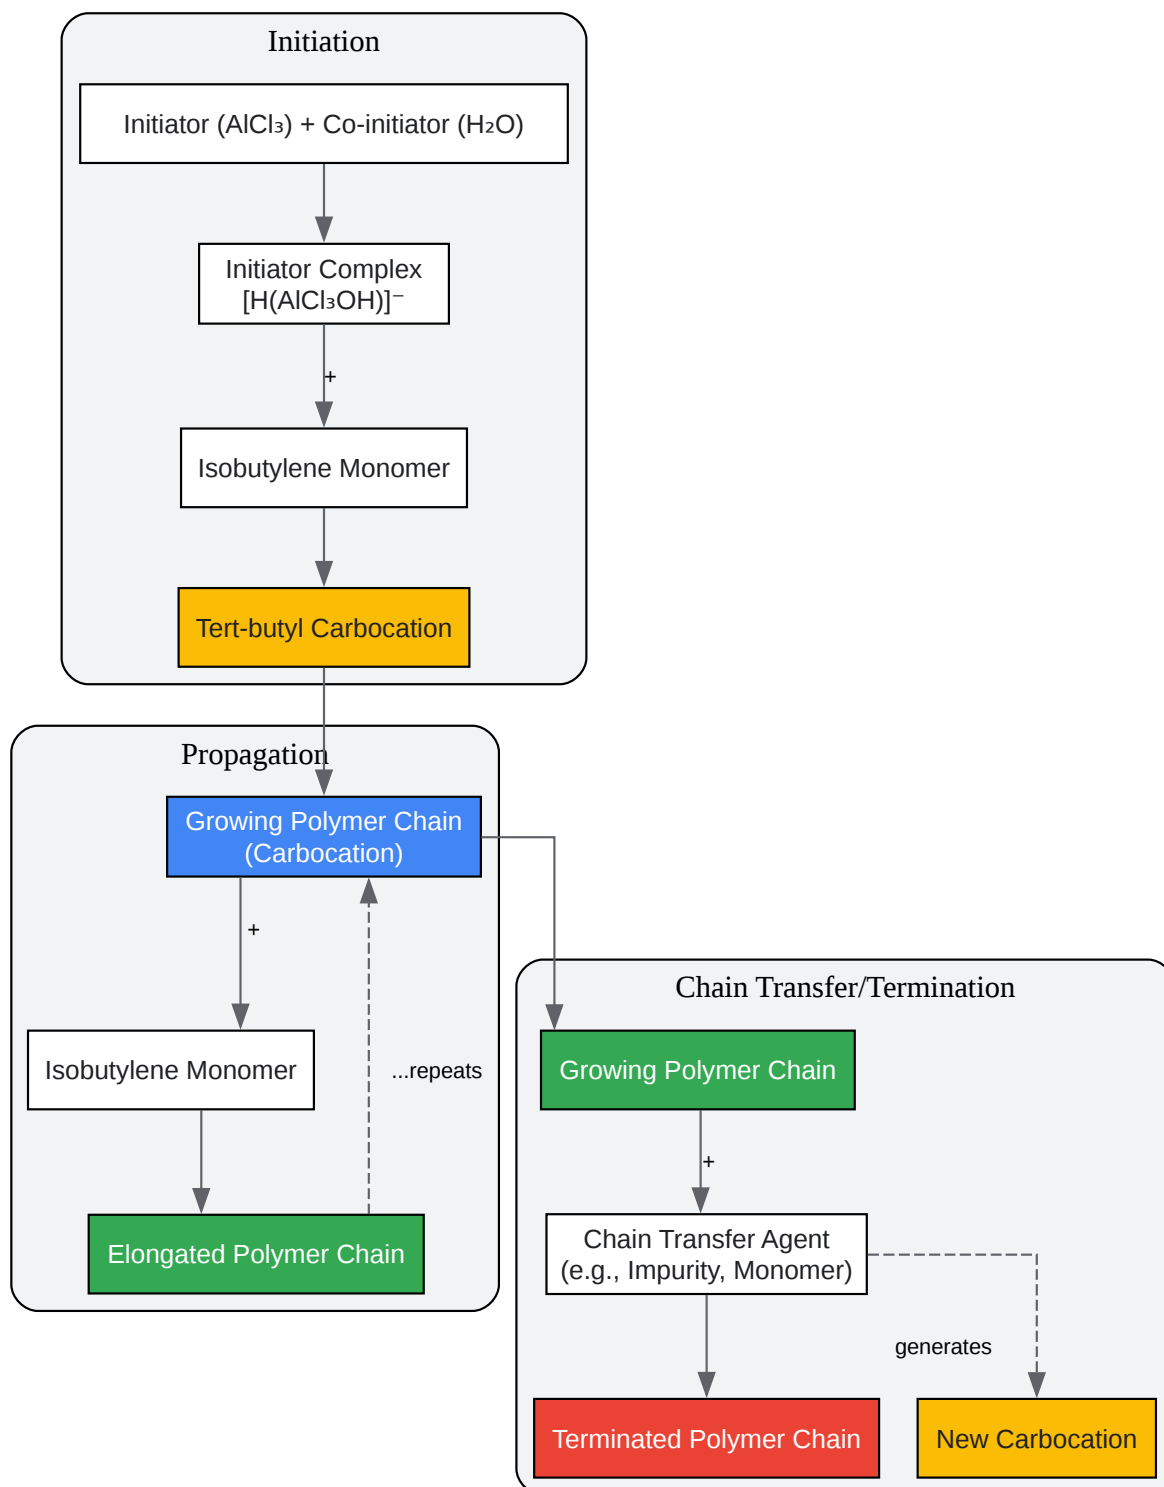 Initiation
Initiator (AlCl₃) + Co-initiator (H₂O)
Initiator Complex
[H(AlCl₃OH)]⁻
+
Isobutylene Monomer
Tert-butyl Carbocation
Propagation
Growing Polymer Chain
(Carbocation)
+
Isobutylene Monomer
...repeats
Elongated Polymer Chain
Chain Transfer/Termination
Growing Polymer Chain
+
Chain Transfer Agent
(e.g., Impurity, Monomer)
generates
Terminated Polymer Chain
New Carbocation